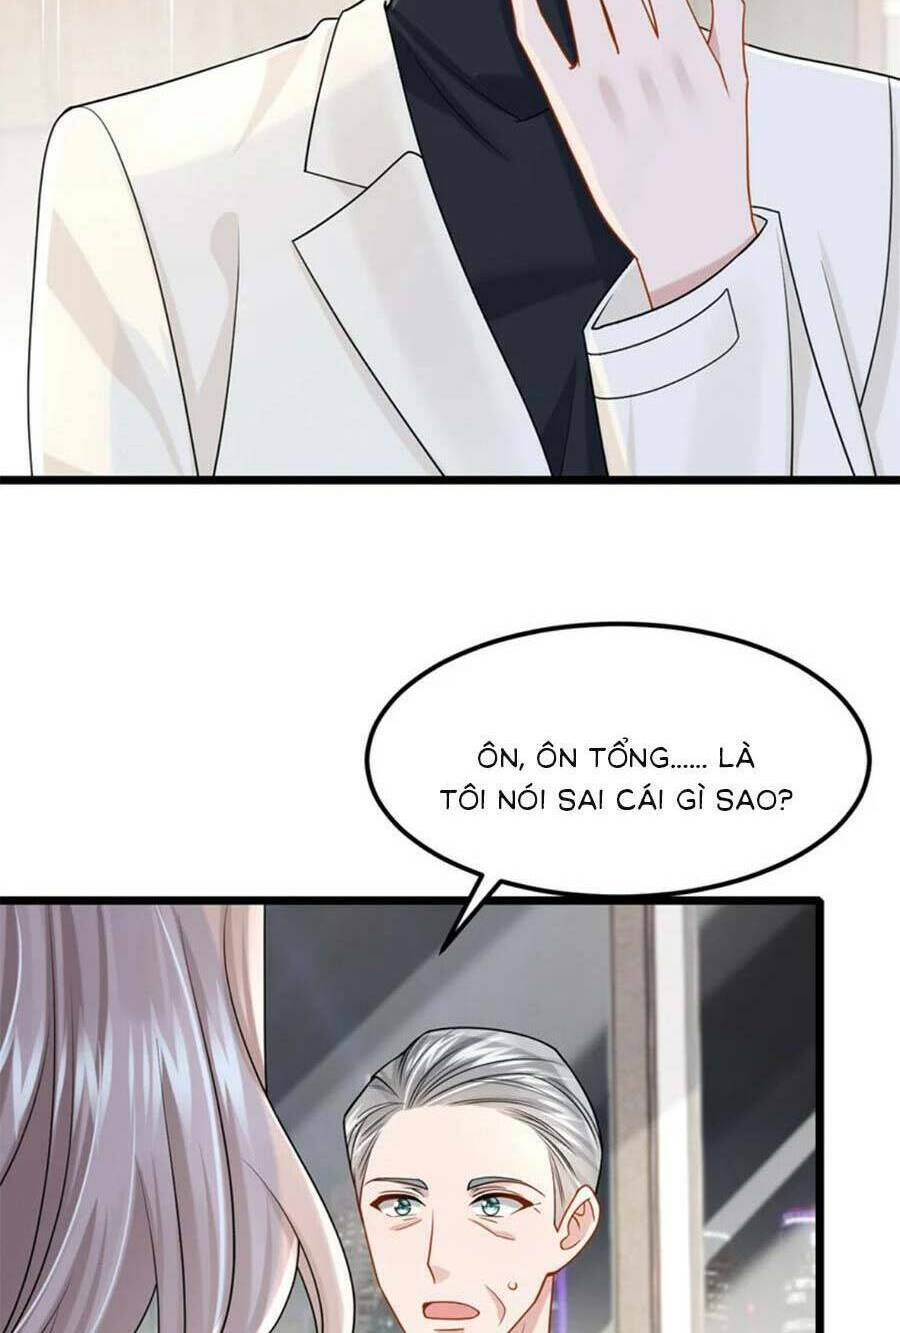 ÔN, ÔN TỔNG...... LÀ
TÔI NÓI SAI CÁI GÌ SAO?